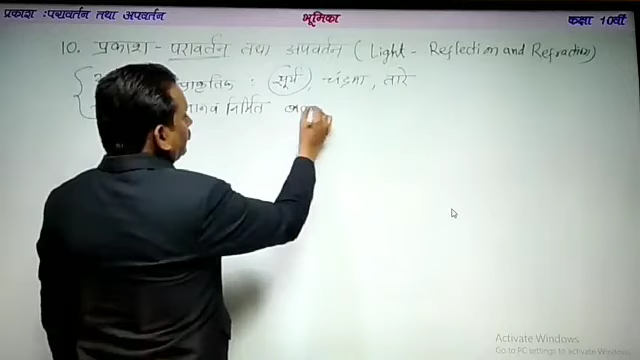 प्रकाश :परावर्तन तथा अपवर्तन भूमिका कक्षा 10वीं
10. प्रकाश - परावर्तन तथा अपवर्तन ( Light - Reflection and Refraction)
प्राकृतिक : सूर्य , चंद्रमा , तारे
मानव निर्मित
Activate Windows
Go to PC settings to activate Windows.